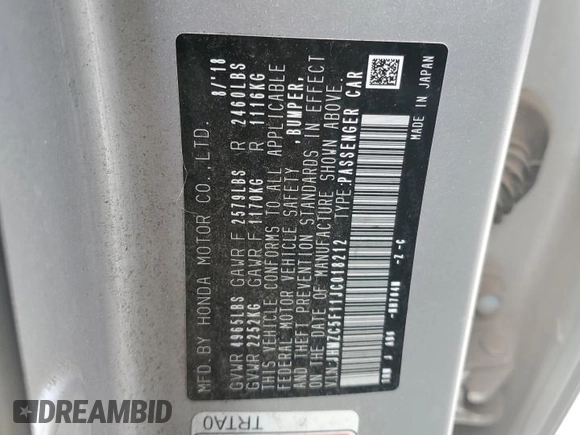 MFD BY HONDA MOTOR CO., LTD. 8/'18
GVWR 4965LBS GAWR F 2579LBS R 2460LBS
GVWR 2252KG GAWR F 1170KG R 1116KG
THIS VEHICLE CONFORMS TO ALL APPLICABLE
FEDERAL MOTOR VEHICLE SAFETY ,BUMPER,
AND THEFT PREVENTION STANDARDS IN EFFECT
ON THE DATE OF MANUFACTURE SHOWN ABOVE.
JHMZC5F11JC018212 TYPE:PASSENGER CAR
-Z -C
MADE IN JAPAN
TRTA0
DREAMBID